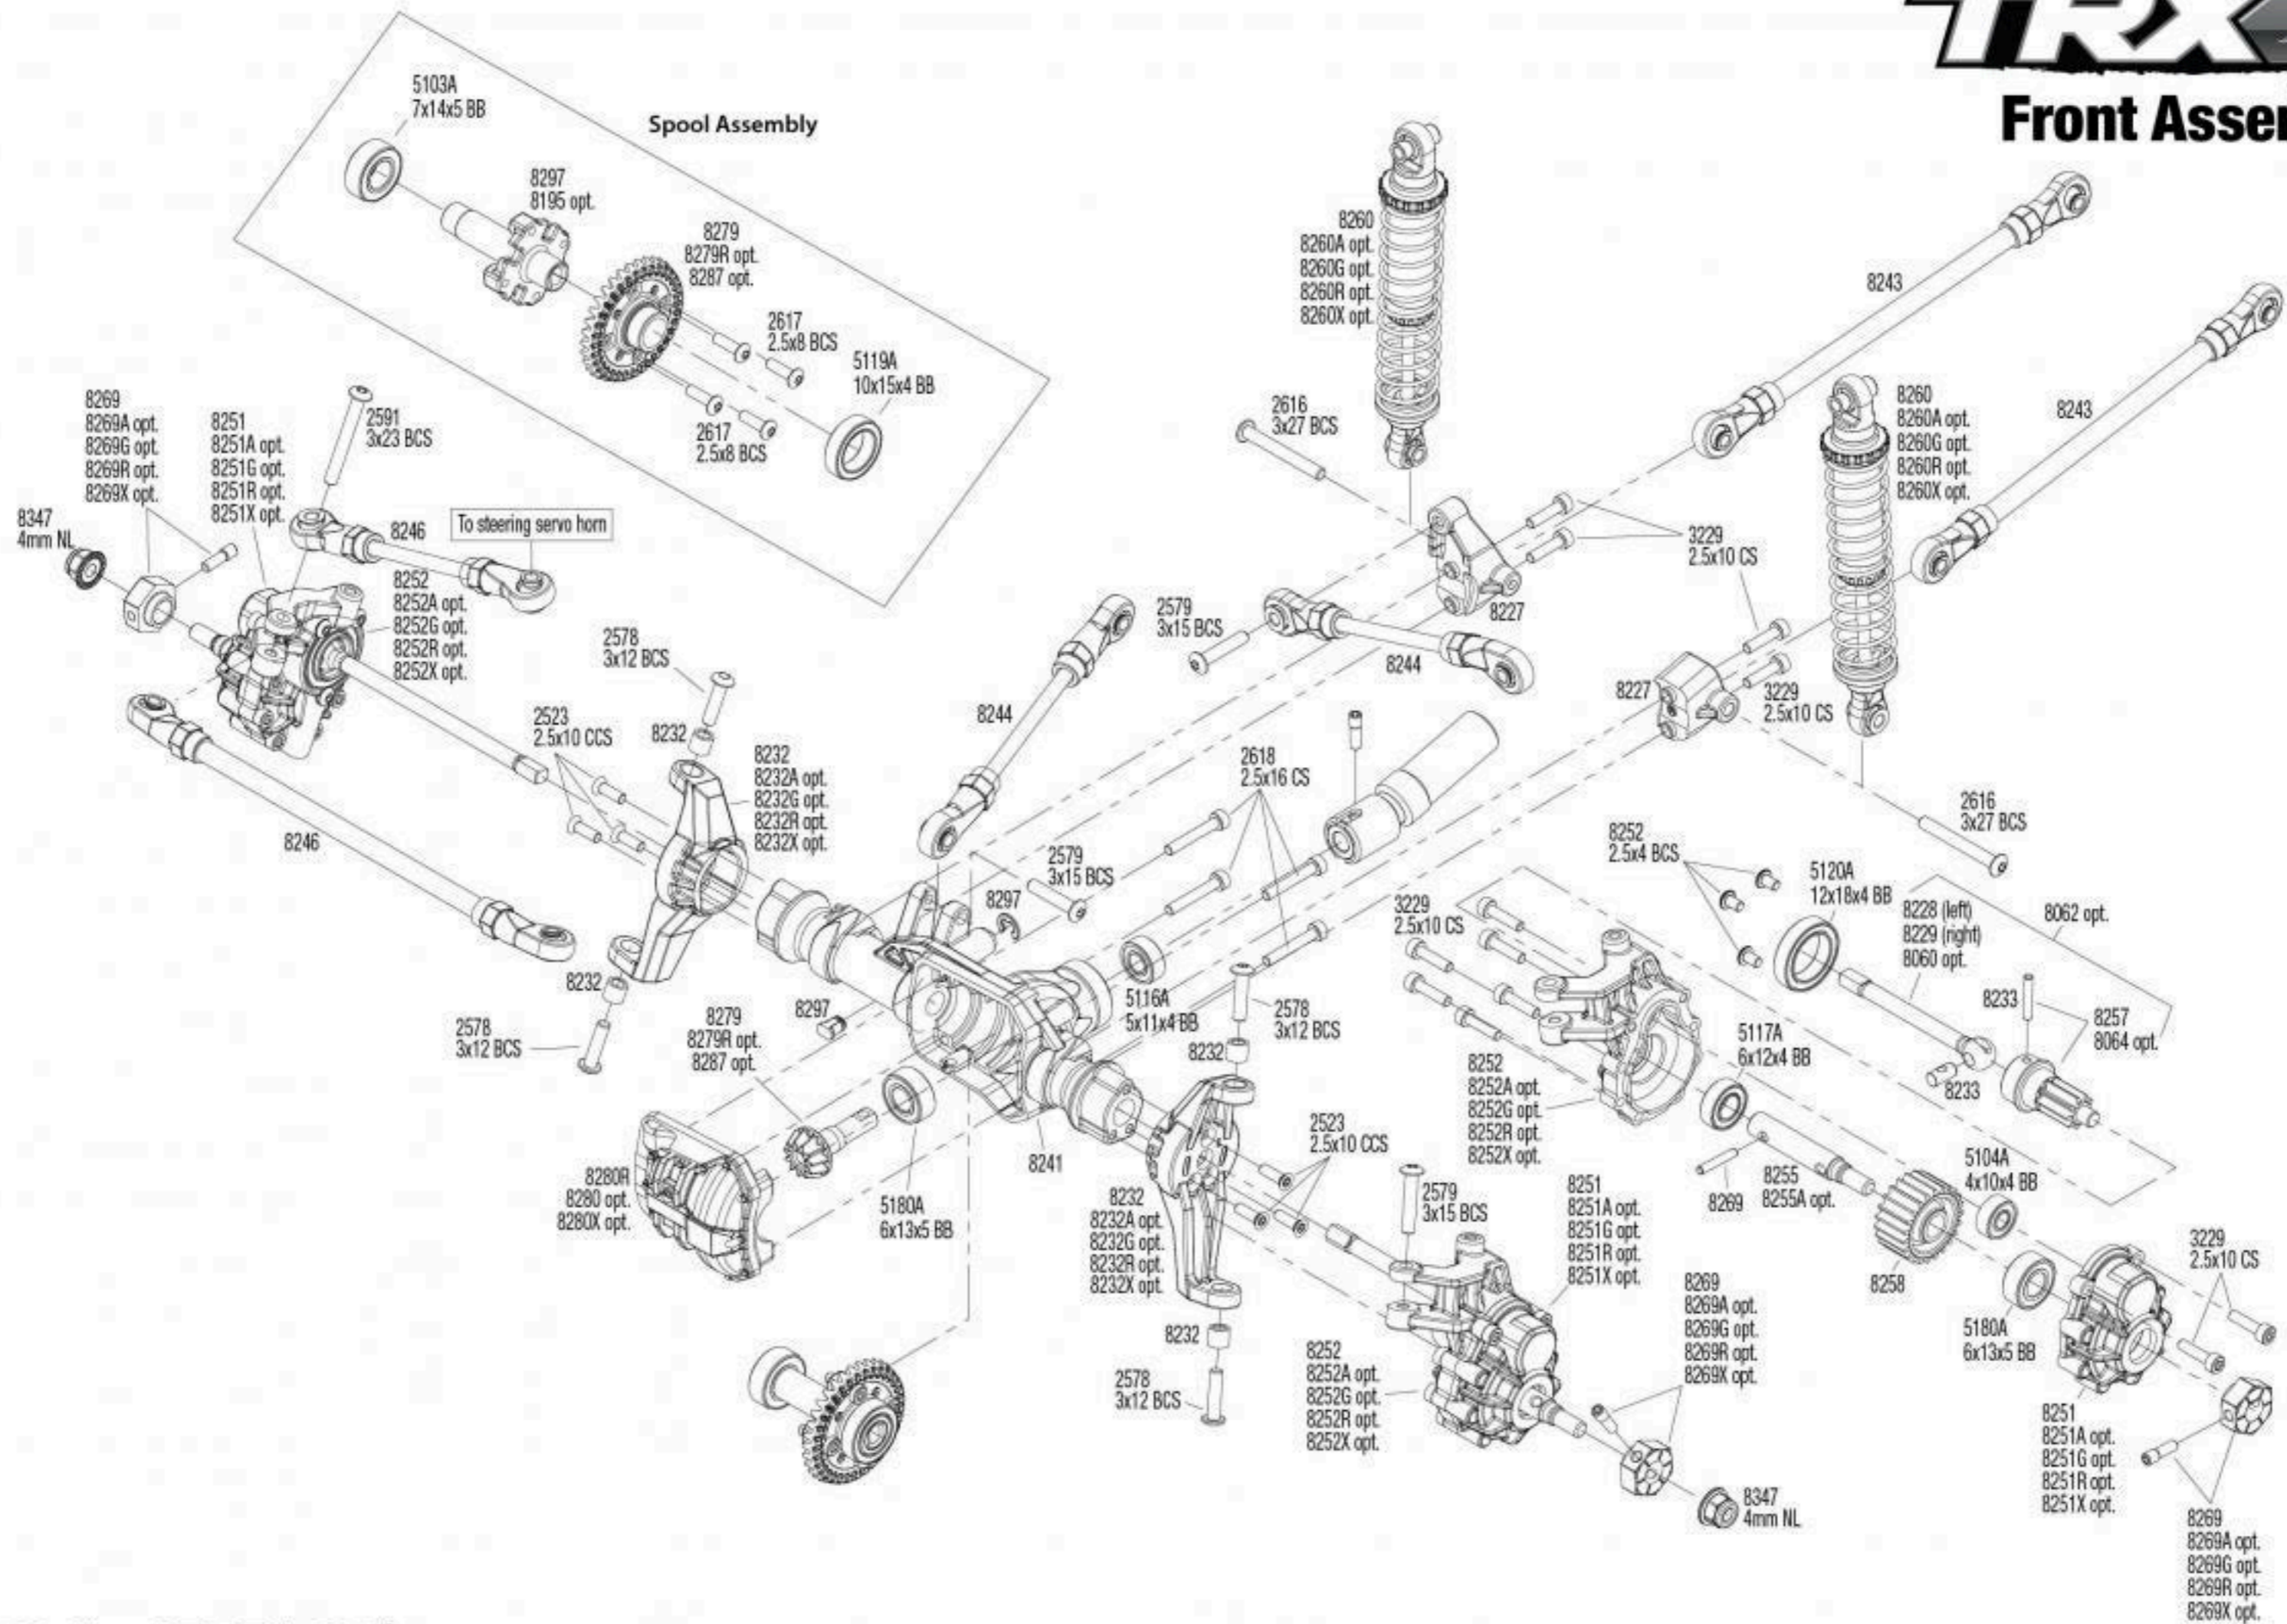 TRX
Front Assem
Spool Assembly
5103A
7x14x5 BB
8297
8195 opt.
8279
8279R opt.
8287 opt.
2617
2.5x8 BCS
5119A
10x15x4 BB
2617
2.5x8 BCS
8269
8269A opt.
8269G opt.
8269R opt.
8269X opt.
8251
8251A opt.
8251G opt.
8251R opt.
8251X opt.
2591
3x23 BCS
8347
4mm NL
8246
To steering servo horn
8252
8252A opt.
8252G opt.
8252R opt.
8252X opt.
8246
2578
3x12 BCS
2523
2.5x10 CCS
8232
8232
8232A opt.
8232G opt.
8232R opt.
8232X opt.
8232
2578
3x12 BCS
8260
8260A opt.
8260G opt.
8260R opt.
8260X opt.
8243
8243
2616
3x27 BCS
8260
8260A opt.
8260G opt.
8260R opt.
8260X opt.
3229
2.5x10 CS
8227
2579
3x15 BCS
8244
8244
8227
3229
2.5x10 CS
2618
2.5x16 CS
2616
3x27 BCS
2579
3x15 BCS
8297
8297
8279
8279R opt.
8287 opt.
5116A
5x11x4 BB
2578
3x12 BCS
8232
8280R
8280 opt.
8280X opt.
5180A
6x13x5 BB
8241
8232
8232A opt.
8232G opt.
8232R opt.
8232X opt.
2523
2.5x10 CCS
8232
2578
3x12 BCS
2579
3x15 BCS
8251
8251A opt.
8251G opt.
8251R opt.
8251X opt.
8252
8252A opt.
8252G opt.
8252R opt.
8252X opt.
8269
8269A opt.
8269G opt.
8269R opt.
8269X opt.
8347
4mm NL
8252
2.5x4 BCS
5120A
12x18x4 BB
3229
2.5x10 CS
8228 (left)
8229 (right)
8060 opt.
8062 opt.
8233
8257
8064 opt.
8233
5117A
6x12x4 BB
8252
8252A opt.
8252G opt.
8252R opt.
8252X opt.
8269
8255
8255A opt.
5104A
4x10x4 BB
8258
5180A
6x13x5 BB
3229
2.5x10 CS
8251
8251A opt.
8251G opt.
8251R opt.
8251X opt.
8269
8269A opt.
8269G opt.
8269R opt.
8269X opt.